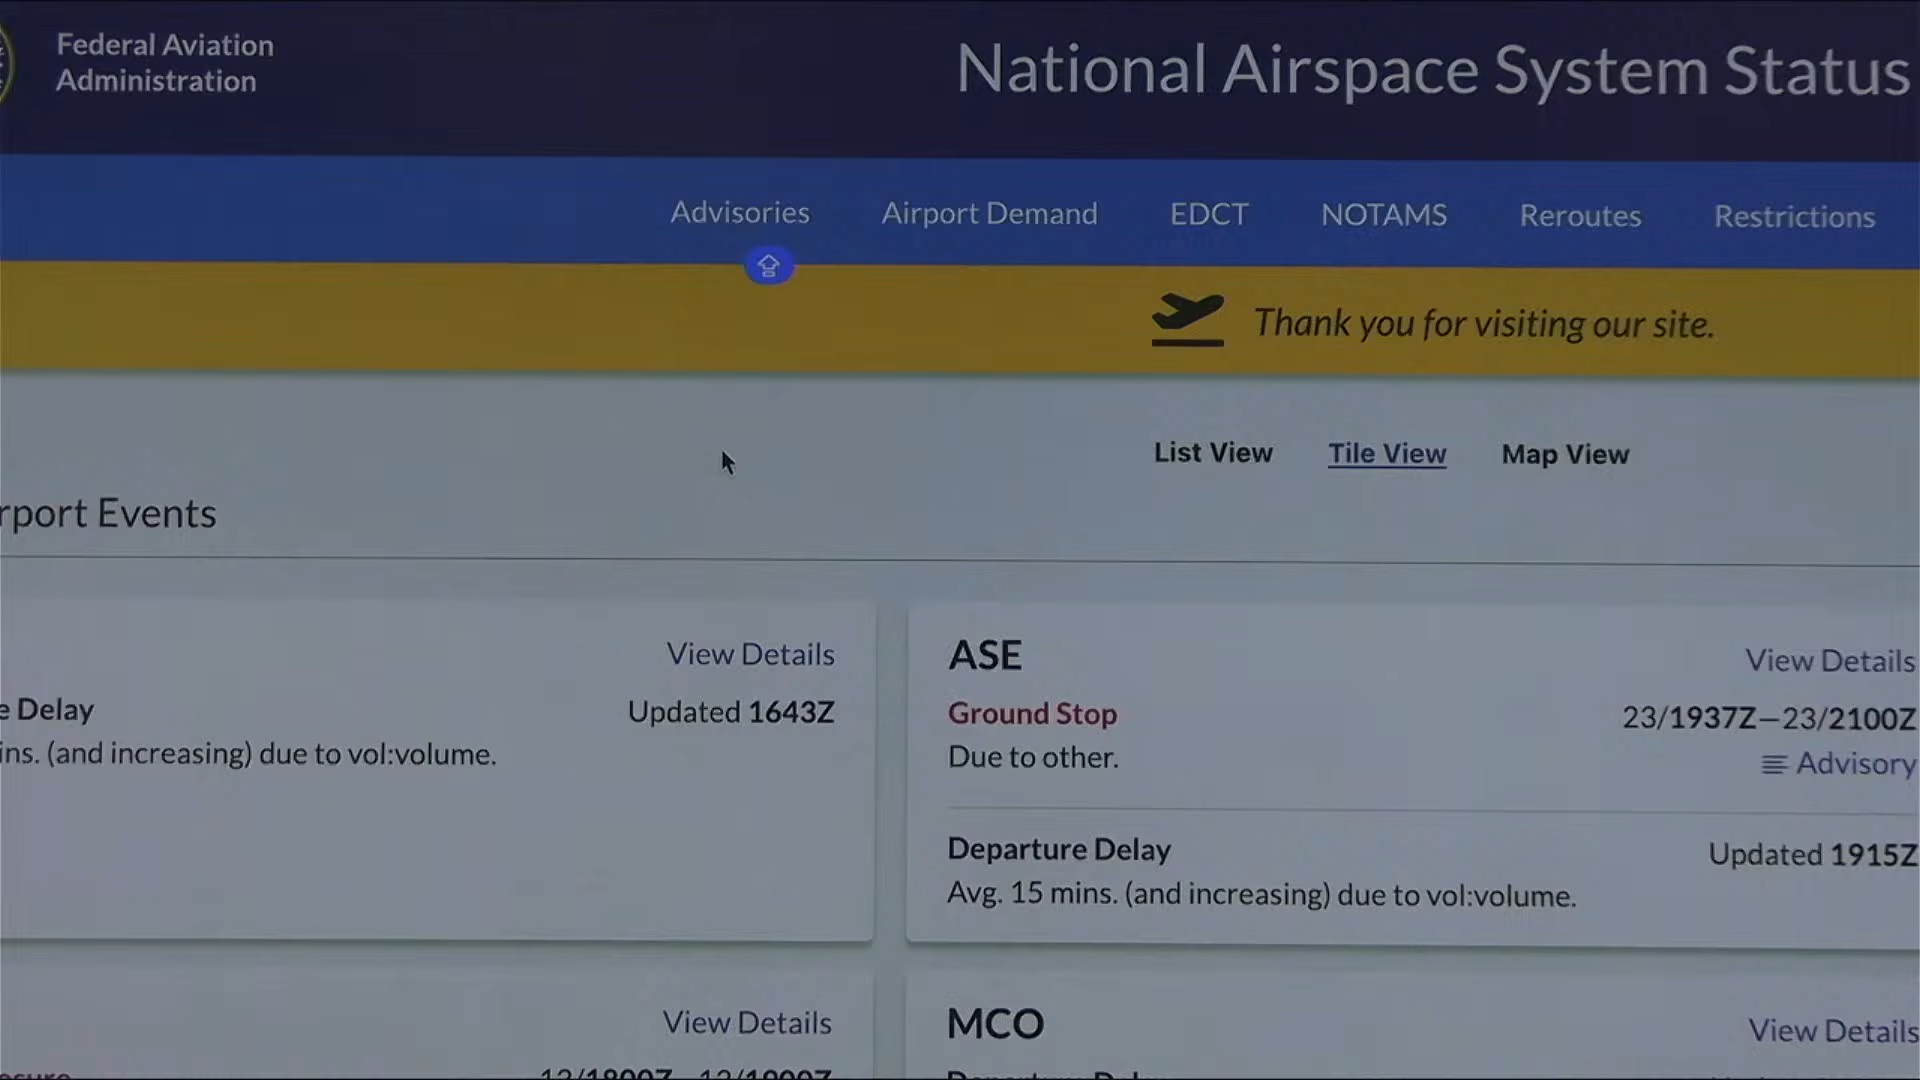 Federal Aviation
Administration
National Airspace System Status
Advisories Airport Demand EDCT NOTAMS Reroutes Restrictions
Thank you for visiting our site.
List View Tile View Map View
rport Events
View Details
e Delay Updated 1643Z
ins. (and increasing) due to vol:volume.
ASE View Details
Ground Stop 23/1937Z—23/2100Z
Due to other.
Advisory
Departure Delay Updated 1915Z
Avg. 15 mins. (and increasing) due to vol:volume.
View Details
MCO View Details
Departure Delay